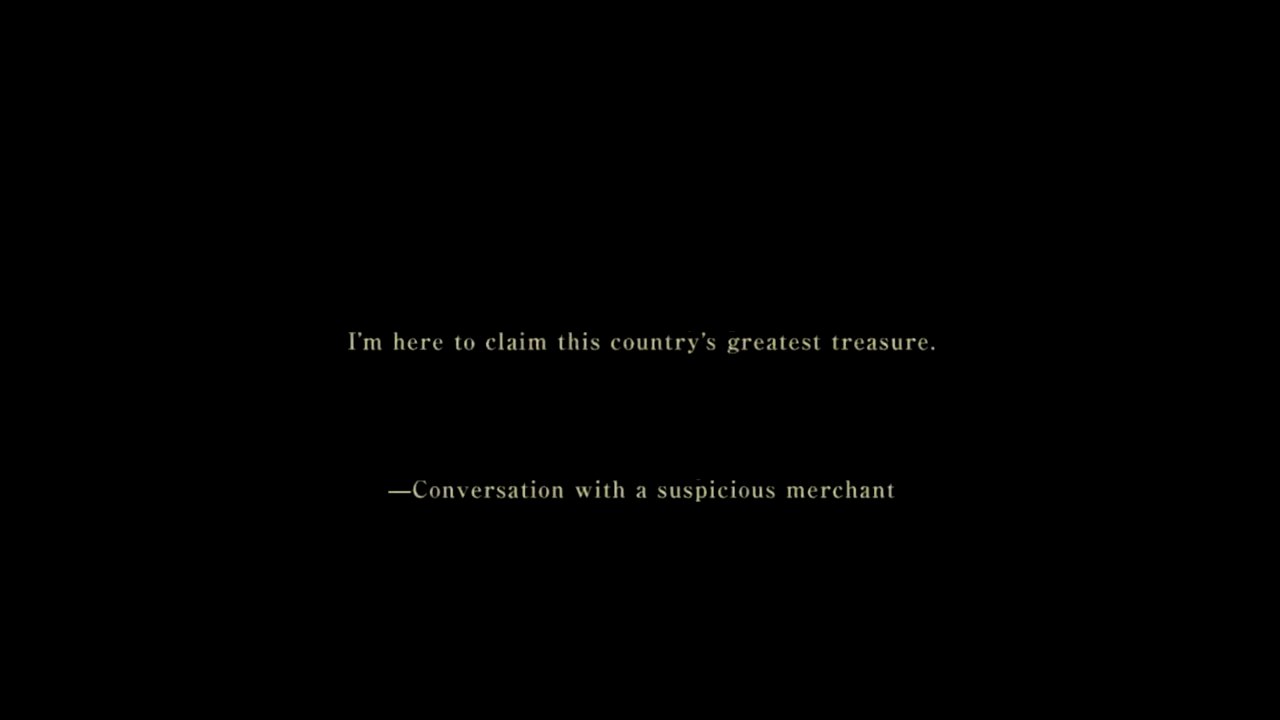 I'm here to claim this country's greatest treasure.
—Conversation with a suspicious merchant